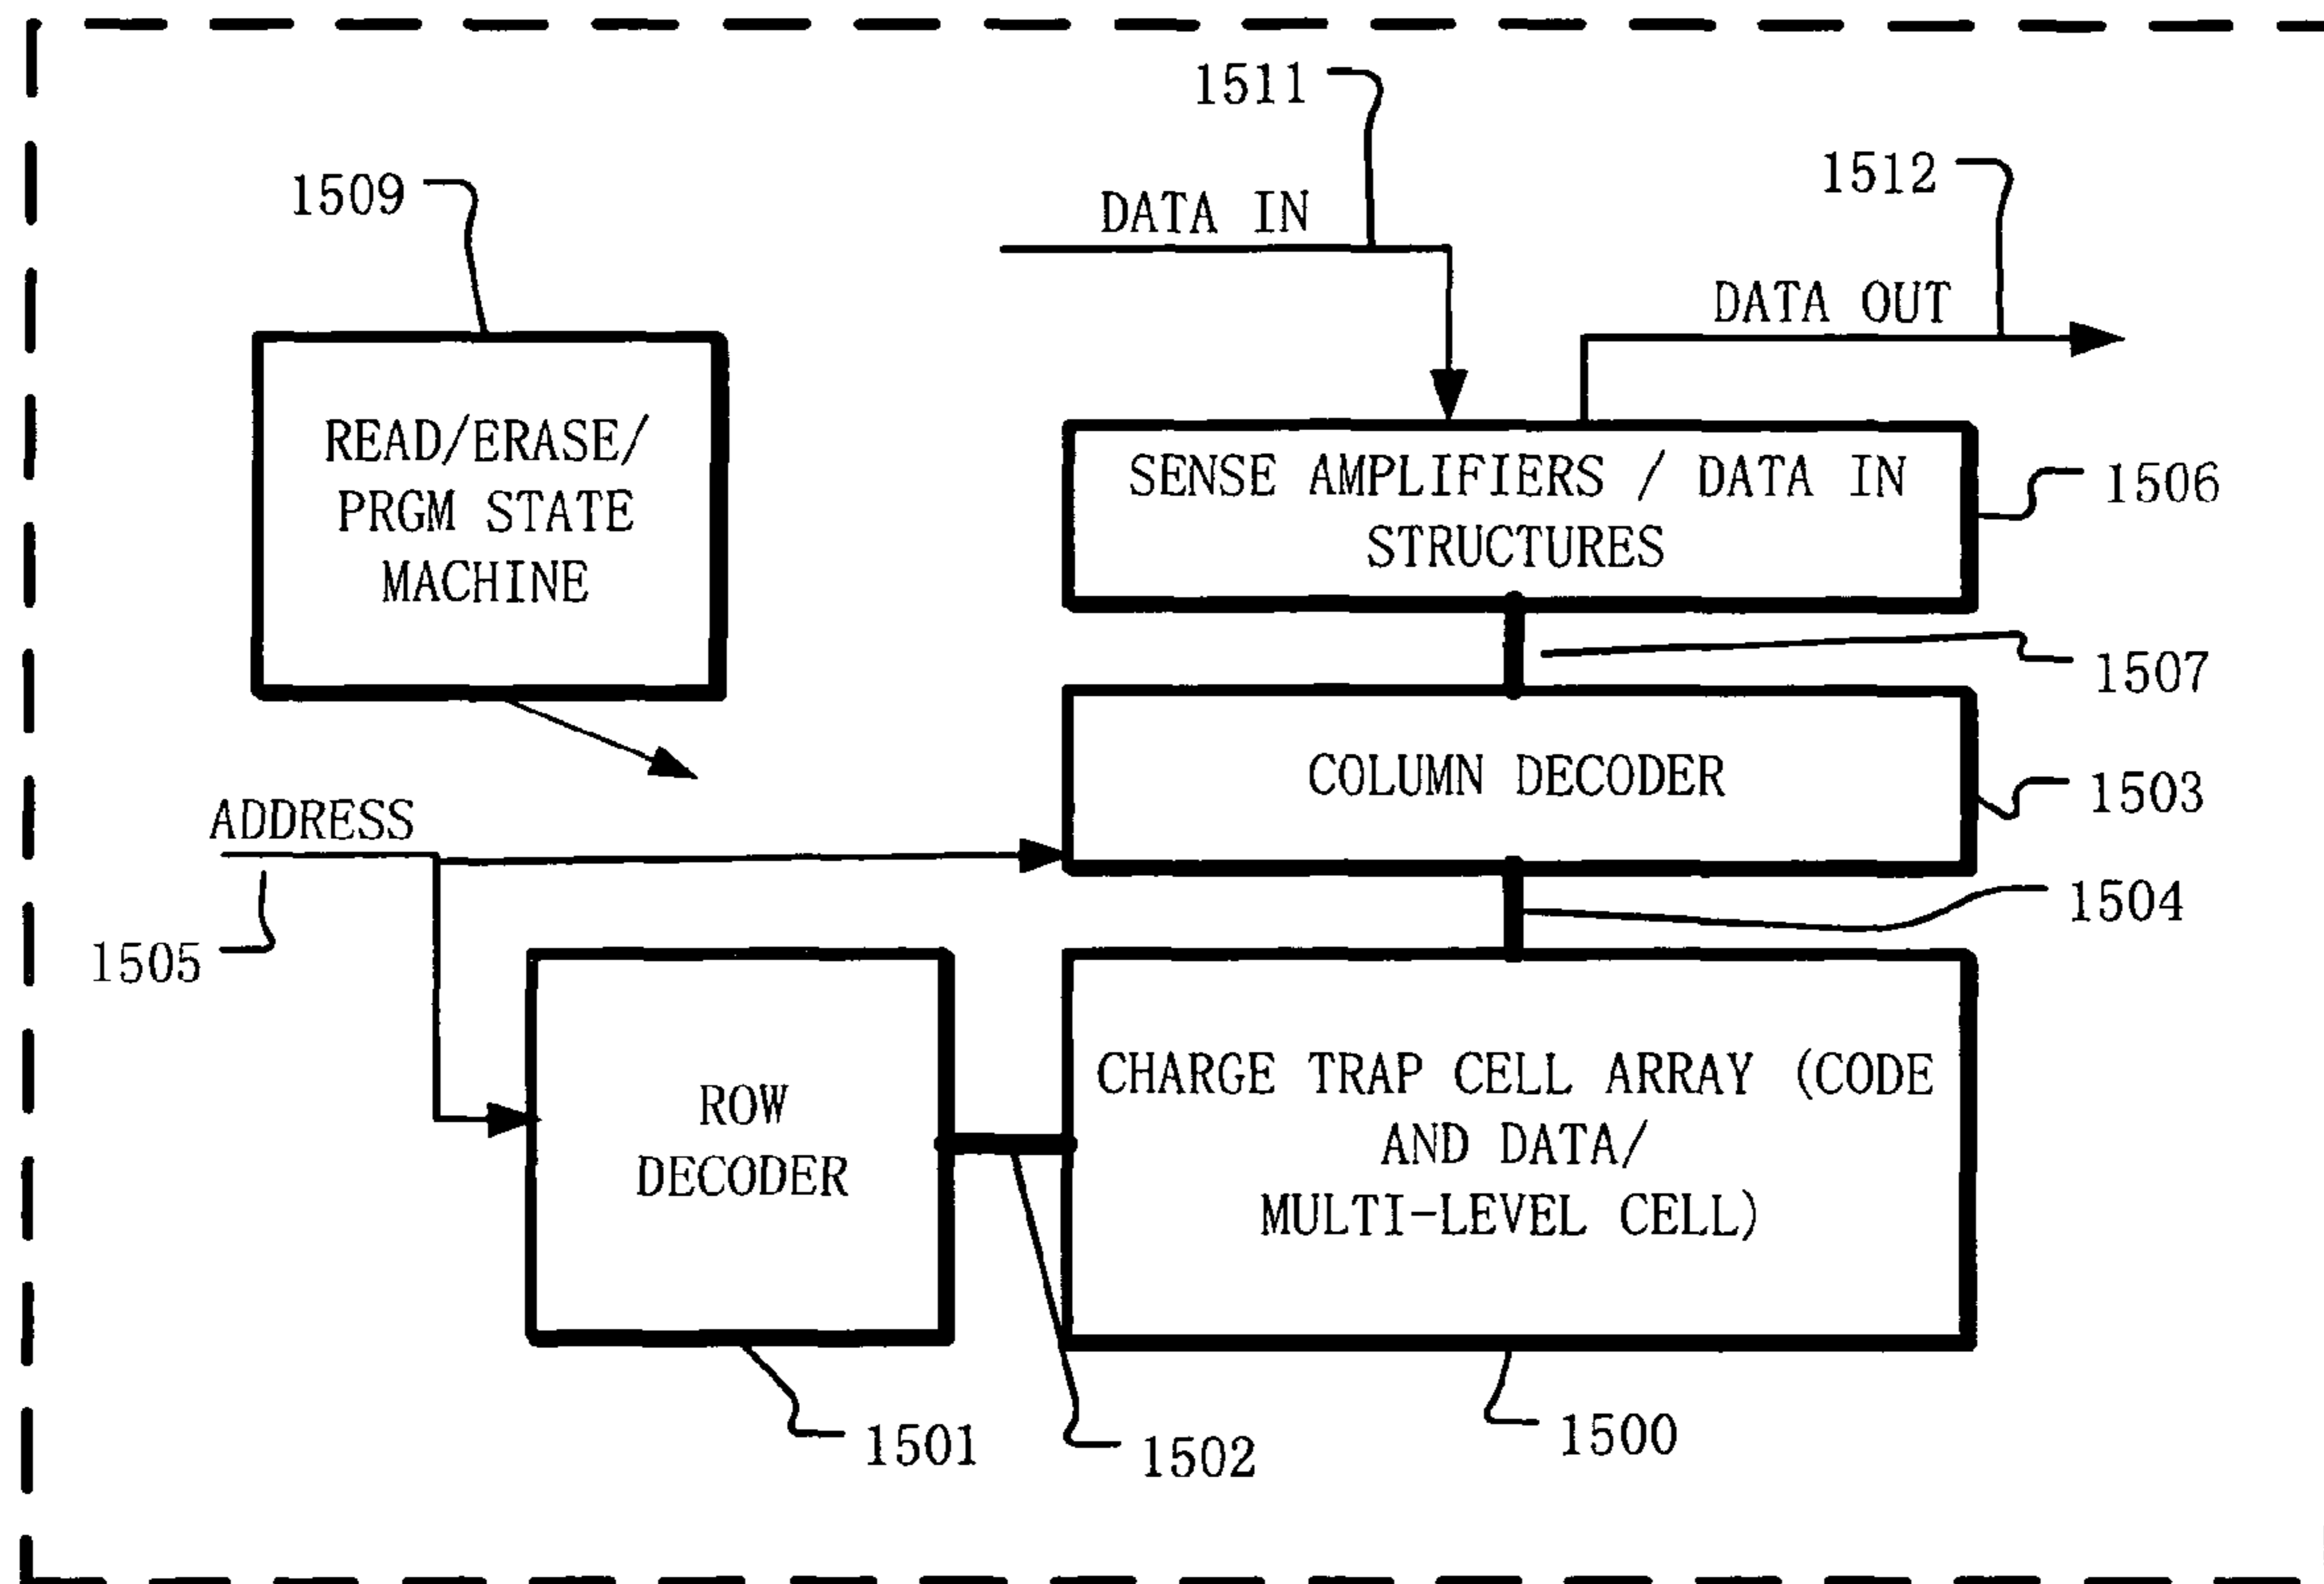 1511
1512
1509
DATA IN
DATA OUT
READ/ERASE/
PRGM STATE
MACHINE
SENSE AMPLIFIERS / DATA IN
STRUCTURES
1506
1507
COLUMN DECODER
1503
ADDRESS
1504
1505
ROW
DECODER
CHARGE TRAP CELL ARRAY (CODE
AND DATA/
MULTI-LEVEL CELL)
1501
1502
1500